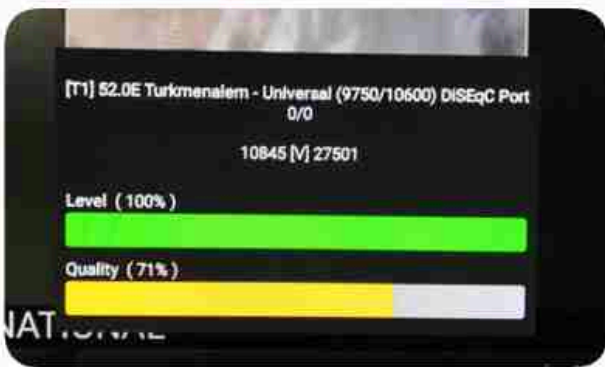 [T1] 52.0E Turkmenalem - Universal (9750/10600) DiSEqC Port
0/0
10845 [V] 27501
Level ( 100% )
Quality ( 71% )